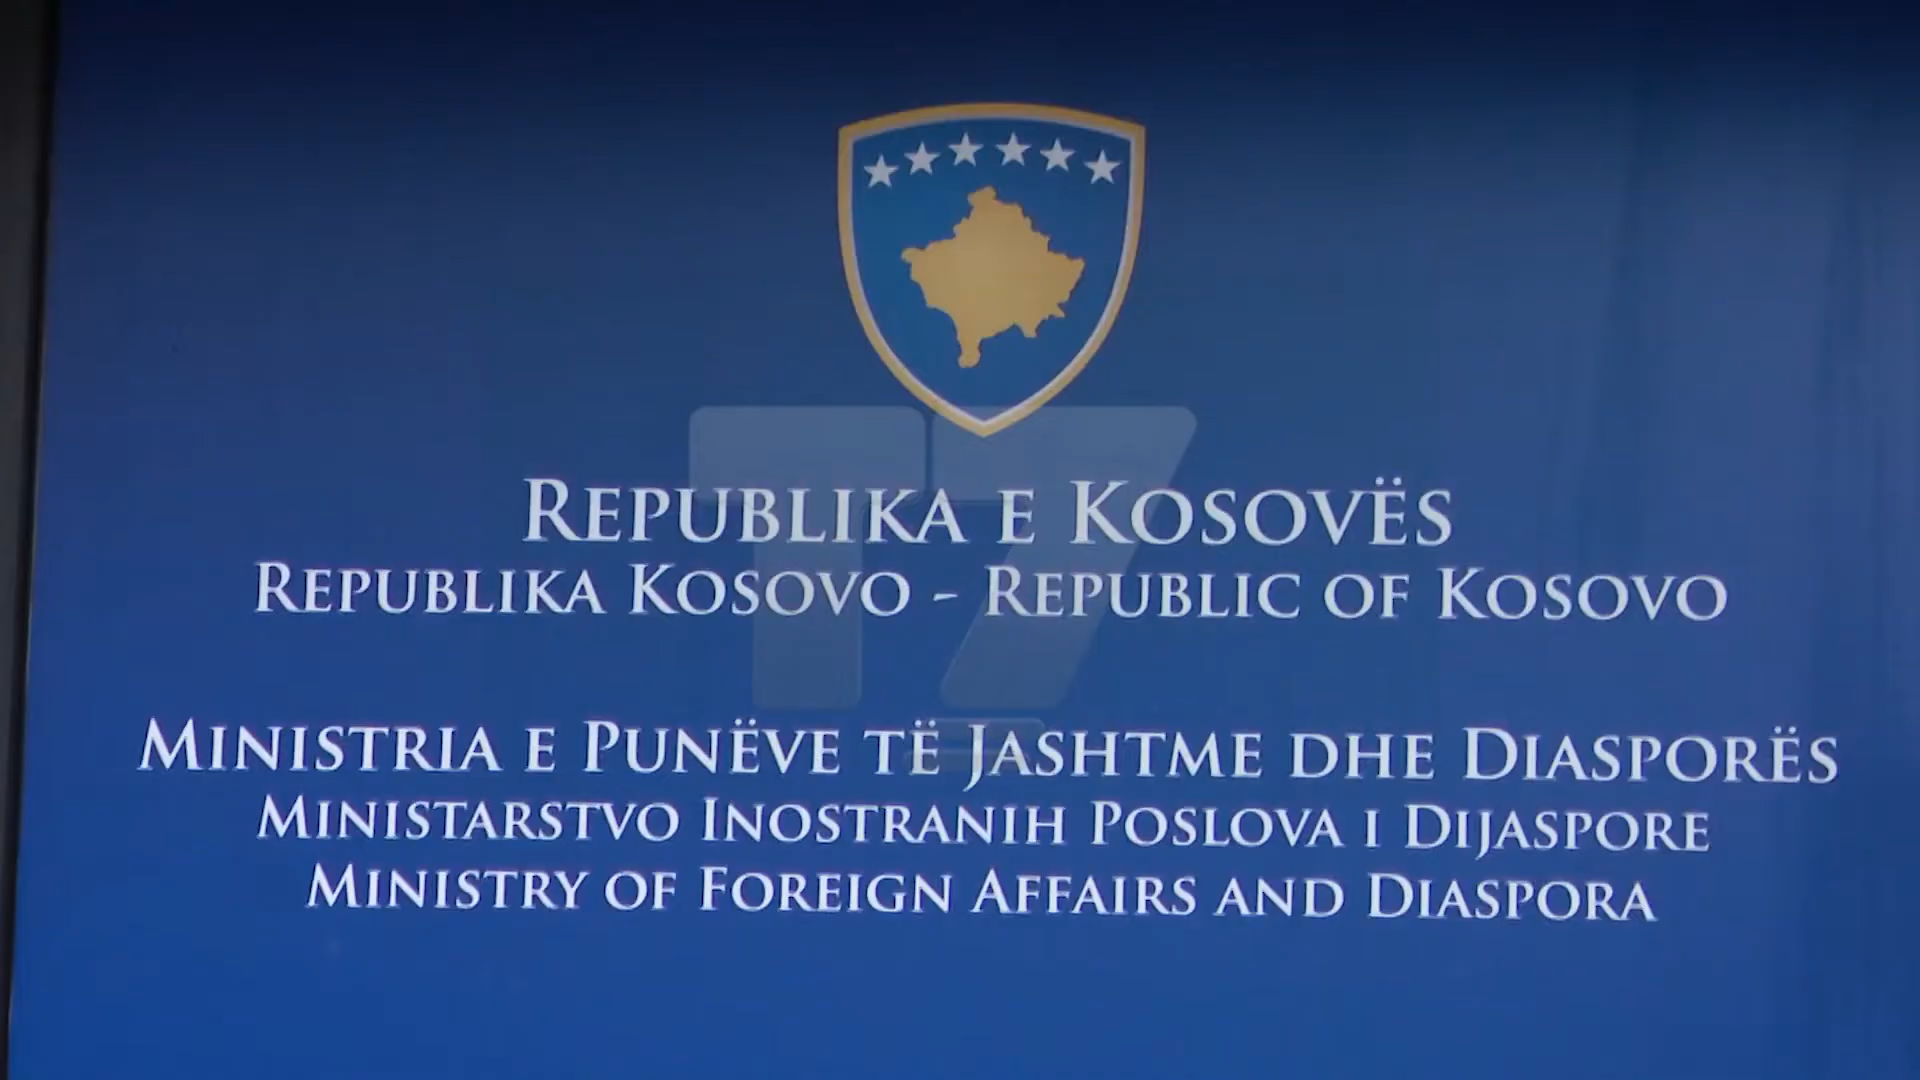 T7
REPUBLIKA E KOSOVËS
REPUBLIKA KOSOVO - REPUBLIC OF KOSOVO
MINISTRIA E PUNËVE TË JASHTME DHE DIASPORËS
MINISTARSTVO INOSTRANIH POSLOVA I DIJASPORE
MINISTRY OF FOREIGN AFFAIRS AND DIASPORA